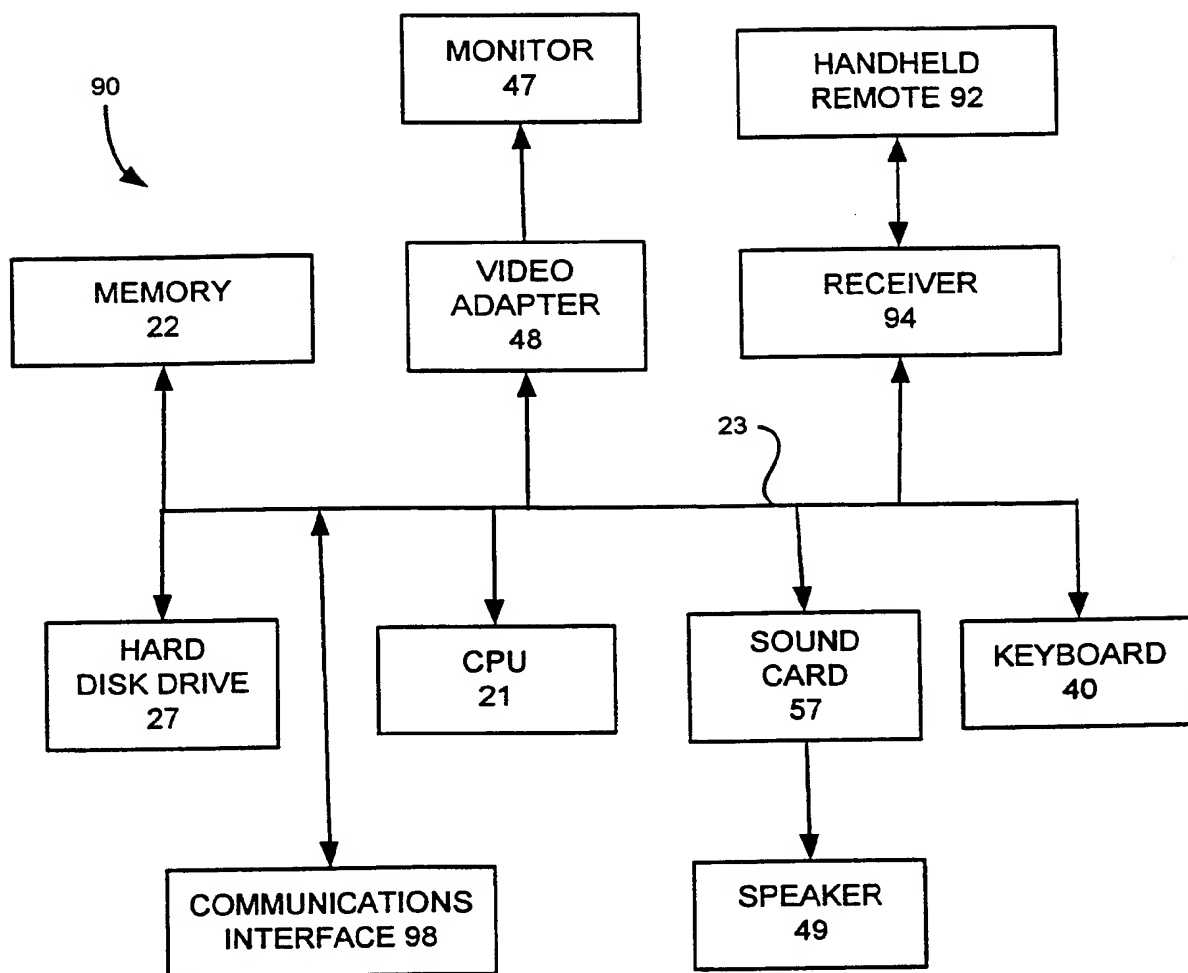 MONITOR
47
HANDHELD
REMOTE 92
90
MEMORY
22
VIDEO
ADAPTER
48
RECEIVER
94
23
HARD
DISK DRIVE
27
CPU
21
SOUND
CARD
57
KEYBOARD
40
COMMUNICATIONS
INTERFACE 98
SPEAKER
49